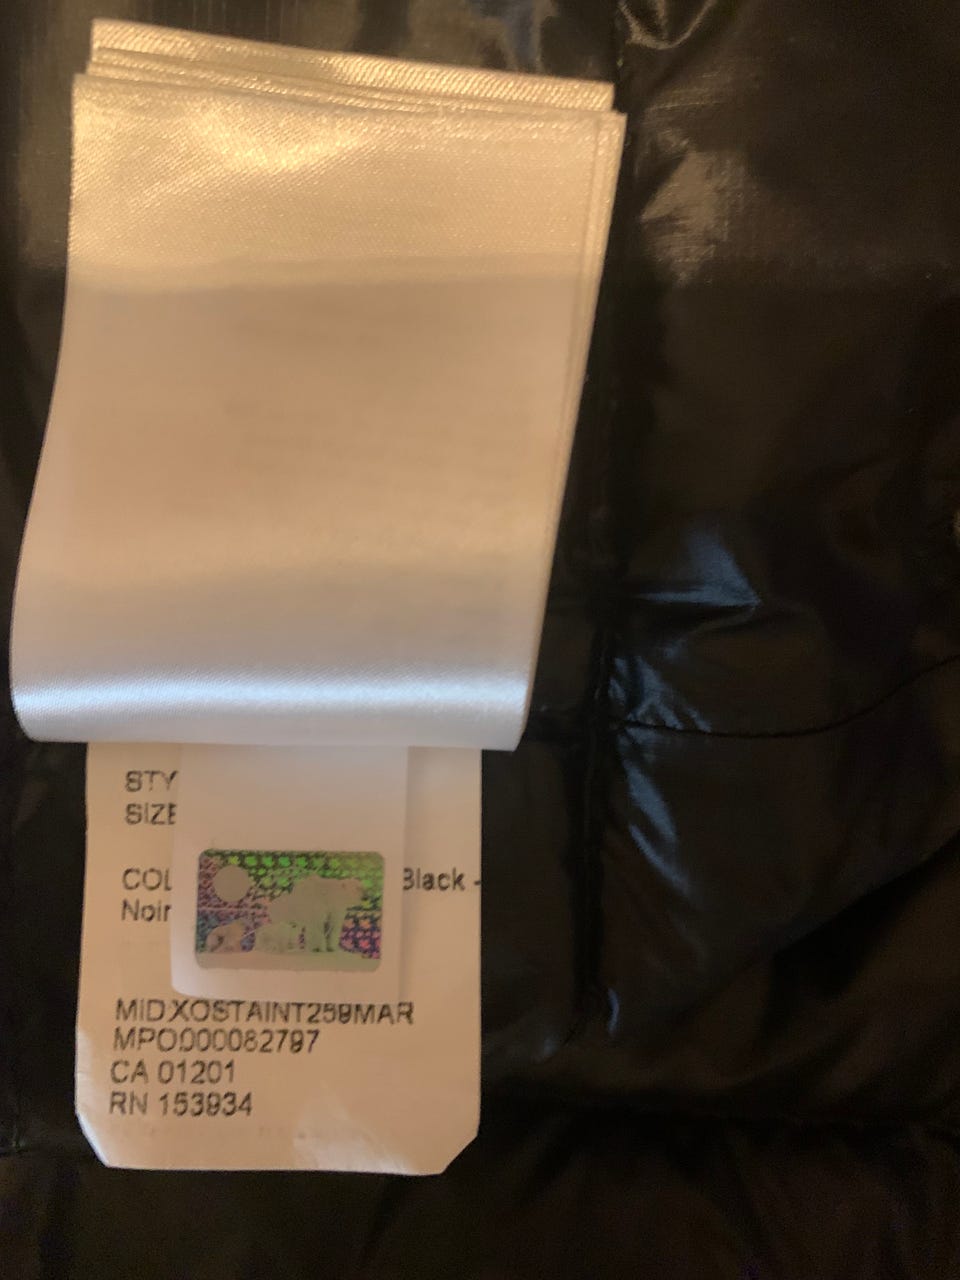 STY
SIZE
COL Black -
Noir
MID:XOSTAINT259MAR
MPO000082797
CA 01201
RN 153934